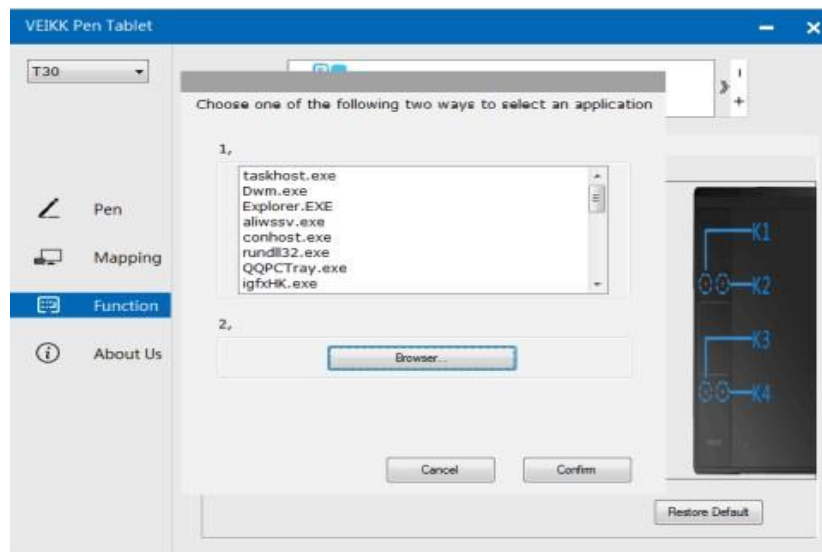 VEIKK Pen Tablet
T30
Choose one of the following two ways to select an application
1,
taskhost.exe
Dwm.exe
Explorer.EXE
aliwssv.exe
conhost.exe
rundll32.exe
QQPCTray.exe
igfxHK.exe
2,
Browser...
Cancel
Confirm
Pen
Mapping
Function
About Us
K1
K2
K3
K4
Restore Default